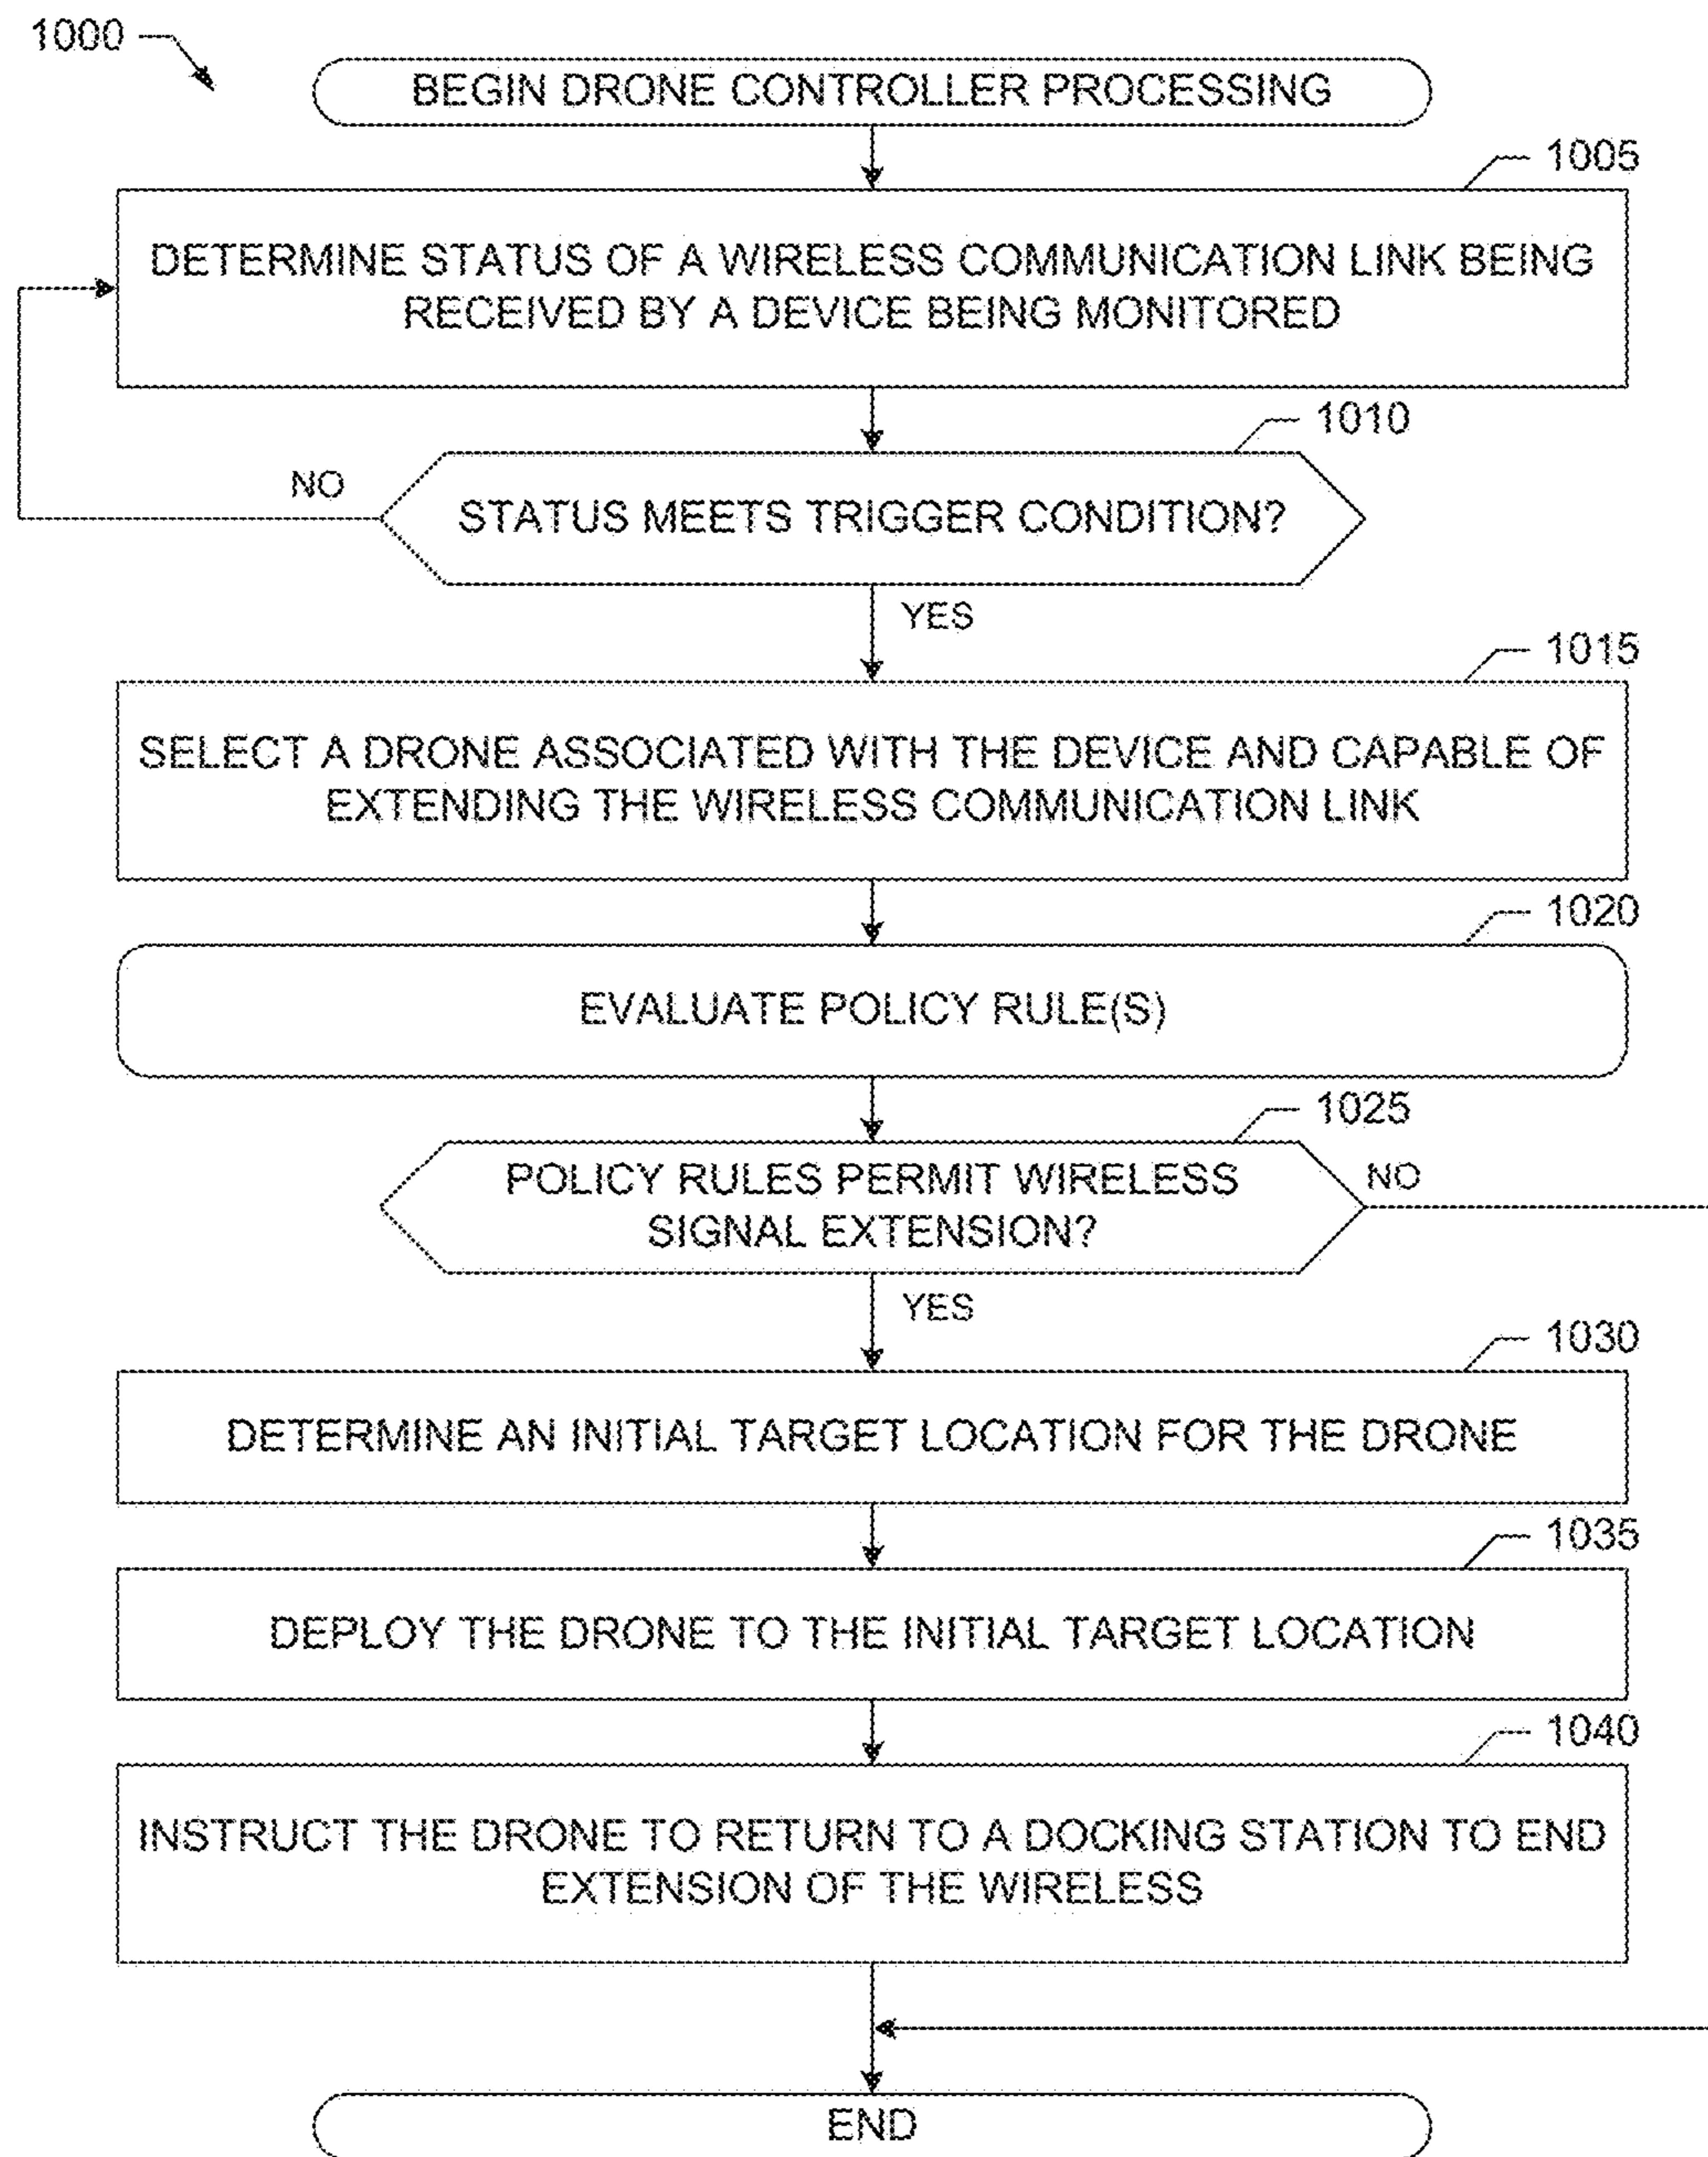 1000
BEGIN DRONE CONTROLLER PROCESSING
1005
DETERMINE STATUS OF A WIRELESS COMMUNICATION LINK BEING
RECEIVED BY A DEVICE BEING MONITORED
1010
NO
STATUS MEETS TRIGGER CONDITION?
YES
1015
SELECT A DRONE ASSOCIATED WITH THE DEVICE AND CAPABLE OF
EXTENDING THE WIRELESS COMMUNICATION LINK
1020
EVALUATE POLICY RULE(S)
1025
POLICY RULES PERMIT WIRELESS
SIGNAL EXTENSION?
NO
YES
1030
DETERMINE AN INITIAL TARGET LOCATION FOR THE DRONE
1035
DEPLOY THE DRONE TO THE INITIAL TARGET LOCATION
1040
INSTRUCT THE DRONE TO RETURN TO A DOCKING STATION TO END
EXTENSION OF THE WIRELESS
END